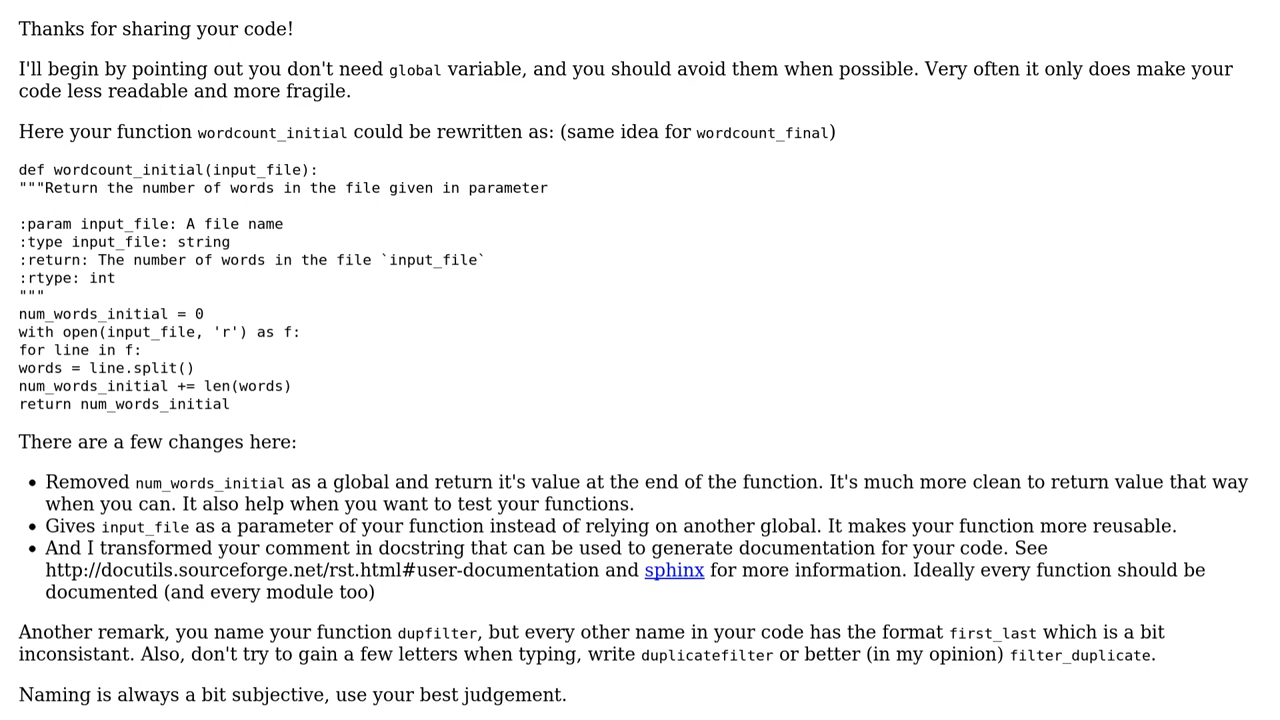 Thanks for sharing your code!
I'll begin by pointing out you don't need global variable, and you should avoid them when possible. Very often it only does make your
code less readable and more fragile.
Here your function wordcount_initial could be rewritten as: (same idea for wordcount_final)
def wordcount_initial(input_file):
"""Return the number of words in the file given in parameter
:param input_file: A file name
:type input_file: string
:return: The number of words in the file `input_file`
:rtype: int
"""
num_words_initial = 0
with open(input_file, 'r') as f:
for line in f:
words = line.split()
num_words_initial += len(words)
return num_words_initial
There are a few changes here:
• Removed num_words_initial as a global and return it's value at the end of the function. It's much more clean to return value that way
when you can. It also help when you want to test your functions.
• Gives input_file as a parameter of your function instead of relying on another global. It makes your function more reusable.
• And I transformed your comment in docstring that can be used to generate documentation for your code. See
http://docutils.sourceforge.net/rst.html#user-documentation and sphinx for more information. Ideally every function should be
documented (and every module too)
Another remark, you name your function dupfilter, but every other name in your code has the format first_last which is a bit
inconsistant. Also, don't try to gain a few letters when typing, write duplicatefilter or better (in my opinion) filter_duplicate.
Naming is always a bit subjective, use your best judgement.